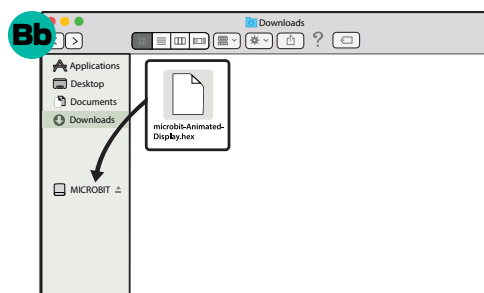 Bb
Downloads
?
Applications
Desktop
Documents
Downloads
MICROBIT
microbit-Animated-
Display.hex